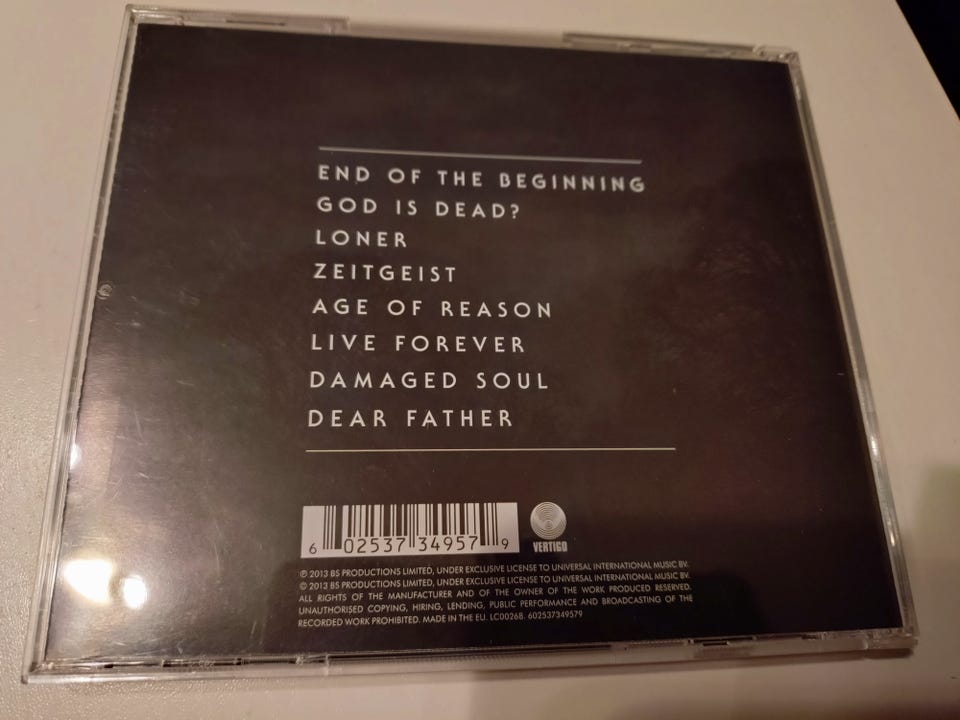 END OF THE BEGINNING
GOD IS DEAD?
LONER
ZEITGEIST
AGE OF REASON
LIVE FOREVER
DAMAGED SOUL
DEAR FATHER
6 02537 34957 9
VERTIGO
℗ 2013 BS PRODUCTIONS LIMITED, UNDER EXCLUSIVE LICENSE TO UNIVERSAL INTERNATIONAL MUSIC BV.
© 2013 BS PRODUCTIONS LIMITED, UNDER EXCLUSIVE LICENSE TO UNIVERSAL INTERNATIONAL MUSIC BV.
ALL RIGHTS OF THE MANUFACTURER AND OF THE OWNER OF THE WORK PRODUCED RESERVED.
UNAUTHORISED COPYING, HIRING, LENDING, PUBLIC PERFORMANCE AND BROADCASTING OF THE
RECORDED WORK PROHIBITED. MADE IN THE EU. LC00268. 602537349579